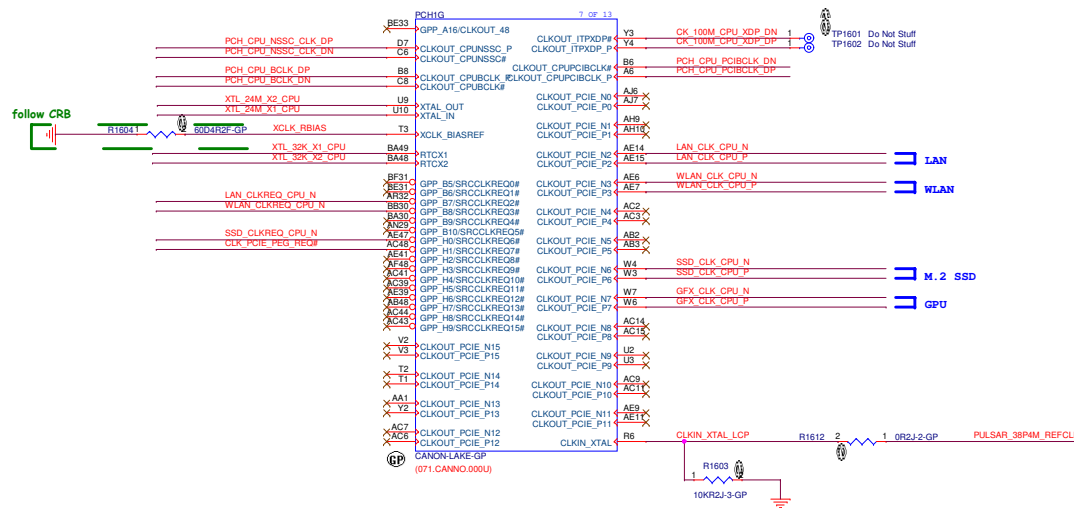 PCH1G
7 OF 13
BE33
GPP_A16/CLKOUT_48
PCH_CPU_NSSC_CLK_DP
D7
CLKOUT_CPUNSSC_P
PCH_CPU_NSSC_CLK_DN
C6
CLKOUT_CPUNSSC#
PCH_CPU_BCLK_DP
B8
CLKOUT_CPUBCLK_P
PCH_CPU_BCLK_DN
C8
CLKOUT_CPUBCLK#
XTL_24M_X2_CPU
U9
XTAL_OUT
XTL_24M_X1_CPU
U10
XTAL_IN
follow CRB
R1604
1
2
60D4R2F-GP
XCLK_RBIAS
T3
XCLK_BIASREF
XTL_32K_X1_CPU
BA49
RTCX1
XTL_32K_X2_CPU
BA48
RTCX2
BF31
GPP_B5/SRCCLKREQ0#
BE31
GPP_B6/SRCCLKREQ1#
LAN_CLKREQ_CPU_N
AR32
GPP_B7/SRCCLKREQ2#
WLAN_CLKREQ_CPU_N
BB30
GPP_B8/SRCCLKREQ3#
BA30
GPP_B9/SRCCLKREQ4#
AN29
GPP_B10/SRCCLKREQ5#
SSD_CLKREQ_CPU_N
AE47
GPP_H0/SRCCLKREQ6#
CLK_PCIE_PEG_REQ#
AC48
GPP_H1/SRCCLKREQ7#
AE41
GPP_H2/SRCCLKREQ8#
AF48
GPP_H3/SRCCLKREQ9#
AC41
GPP_H4/SRCCLKREQ10#
AC39
GPP_H5/SRCCLKREQ11#
AE39
GPP_H6/SRCCLKREQ12#
AB48
GPP_H7/SRCCLKREQ13#
AC44
GPP_H8/SRCCLKREQ14#
AC43
GPP_H9/SRCCLKREQ15#
V2
CLKOUT_PCIE_N15
V3
CLKOUT_PCIE_P15
T2
CLKOUT_PCIE_N14
T1
CLKOUT_PCIE_P14
AA1
CLKOUT_PCIE_N13
Y2
CLKOUT_PCIE_P13
AC7
CLKOUT_PCIE_N12
AC6
CLKOUT_PCIE_P12
GP
CANON-LAKE-GP
(071.CANNO.000U)
CLKOUT_ITPXDP#
Y3
CK_100M_CPU_XDP_DN
1
TP1601 Do Not Stuff
CLKOUT_ITPXDP_P
Y4
CK_100M_CPU_XDP_DP
1
TP1602 Do Not Stuff
CLKOUT_CPUPCIBCLK#
B6
PCH_CPU_PCIBCLK_DN
CLKOUT_CPUPCIBCLK_P
A6
PCH_CPU_PCIBCLK_DP
CLKOUT_PCIE_N0
AJ6
CLKOUT_PCIE_P0
AJ7
CLKOUT_PCIE_N1
AH9
CLKOUT_PCIE_P1
AH10
CLKOUT_PCIE_N2
AE14
LAN_CLK_CPU_N
CLKOUT_PCIE_P2
AE15
LAN_CLK_CPU_P
LAN
CLKOUT_PCIE_N3
AE6
WLAN_CLK_CPU_N
CLKOUT_PCIE_P3
AE7
WLAN_CLK_CPU_P
WLAN
CLKOUT_PCIE_N4
AC2
CLKOUT_PCIE_P4
AC3
CLKOUT_PCIE_N5
AB2
CLKOUT_PCIE_P5
AB3
CLKOUT_PCIE_N6
W4
SSD_CLK_CPU_N
CLKOUT_PCIE_P6
W3
SSD_CLK_CPU_P
M.2 SSD
CLKOUT_PCIE_N7
W7
GFX_CLK_CPU_N
CLKOUT_PCIE_P7
W6
GFX_CLK_CPU_P
GPU
CLKOUT_PCIE_N8
AC14
CLKOUT_PCIE_P8
AC15
CLKOUT_PCIE_N9
U2
CLKOUT_PCIE_P9
U3
CLKOUT_PCIE_N10
AC9
CLKOUT_PCIE_P10
AC11
CLKOUT_PCIE_N11
AE9
CLKOUT_PCIE_P11
AE11
CLKIN_XTAL
R6
CLKIN_XTAL_LCP
R1612
2
1
0R2J-2-GP
PULSAR_38P4M_REFCL
R1603
1
2
10KR2J-3-GP